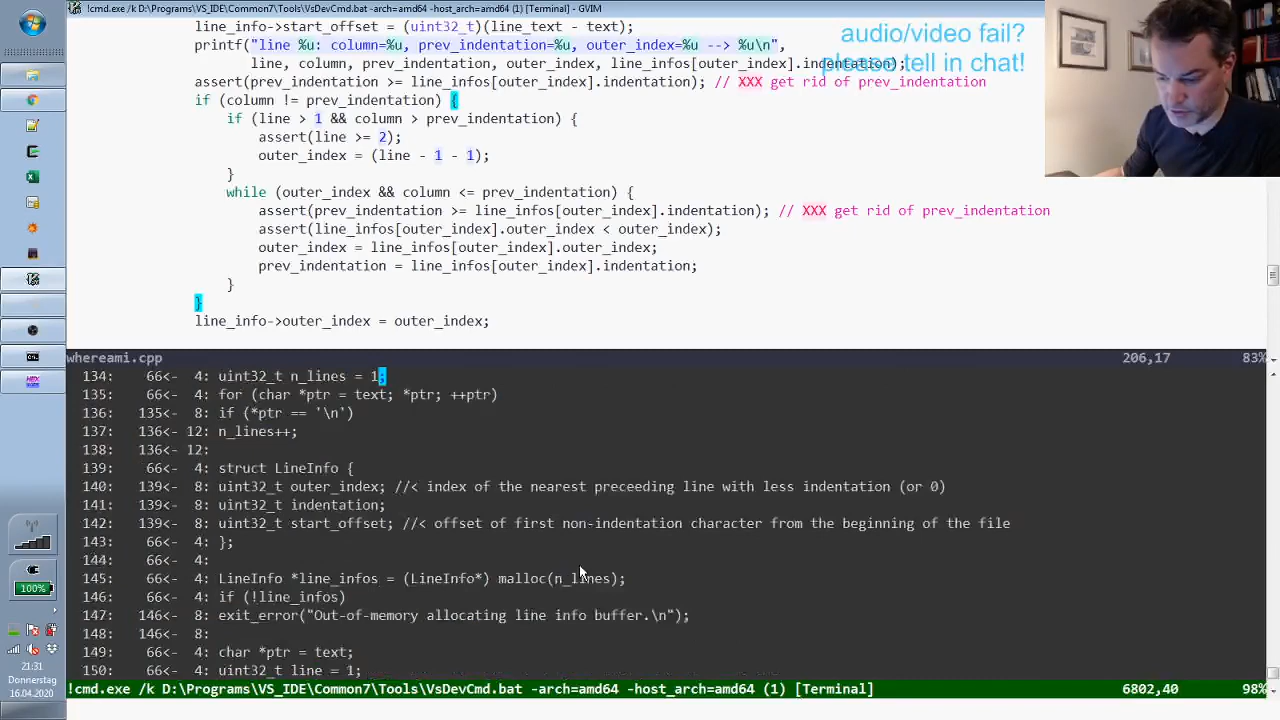 !cmd.exe /k D:\Programs\VS_IDE\Common7\Tools\VsDevCmd.bat -arch=amd64 -host_arch=amd64 (1) [Terminal] - GVIM
audio/video fail?
please tell in chat!
line_info->start_offset = (uint32_t)(line_text - text);
printf("line %u: column=%u, prev_indentation=%u, outer_index=%u --> %u\n",
line, column, prev_indentation, outer_index, line_infos[outer_index].indentation);
assert(prev_indentation >= line_infos[outer_index].indentation); // XXX get rid of prev_indentation
if (column != prev_indentation) {
if (line > 1 && column > prev_indentation) {
assert(line >= 2);
outer_index = (line - 1 - 1);
}
while (outer_index && column <= prev_indentation) {
assert(prev_indentation >= line_infos[outer_index].indentation); // XXX get rid of prev_indentation
assert(line_infos[outer_index].outer_index < outer_index);
outer_index = line_infos[outer_index].outer_index;
prev_indentation = line_infos[outer_index].indentation;
}
}
line_info->outer_index = outer_index;
whereami.cpp 206,17 83%
134: 66<- 4: uint32_t n_lines = 1;
135: 66<- 4: for (char *ptr = text; *ptr; ++ptr)
136: 135<- 8: if (*ptr == '\n')
137: 136<- 12: n_lines++;
138: 136<- 12:
139: 66<- 4: struct LineInfo {
140: 139<- 8: uint32_t outer_index; //< index of the nearest preceeding line with less indentation (or 0)
141: 139<- 8: uint32_t indentation;
142: 139<- 8: uint32_t start_offset; //< offset of first non-indentation character from the beginning of the file
143: 66<- 4: };
144: 66<- 4:
145: 66<- 4: LineInfo *line_infos = (LineInfo*) malloc(n_lines);
146: 66<- 4: if (!line_infos)
147: 146<- 8: exit_error("Out-of-memory allocating line info buffer.\n");
148: 146<- 8:
149: 66<- 4: char *ptr = text;
150: 66<- 4: uint32_t line = 1;
!cmd.exe /k D:\Programs\VS_IDE\Common7\Tools\VsDevCmd.bat -arch=amd64 -host_arch=amd64 (1) [Terminal] 6802,40 98%
100%
21:31
Donnerstag
16.04.2020
HEX